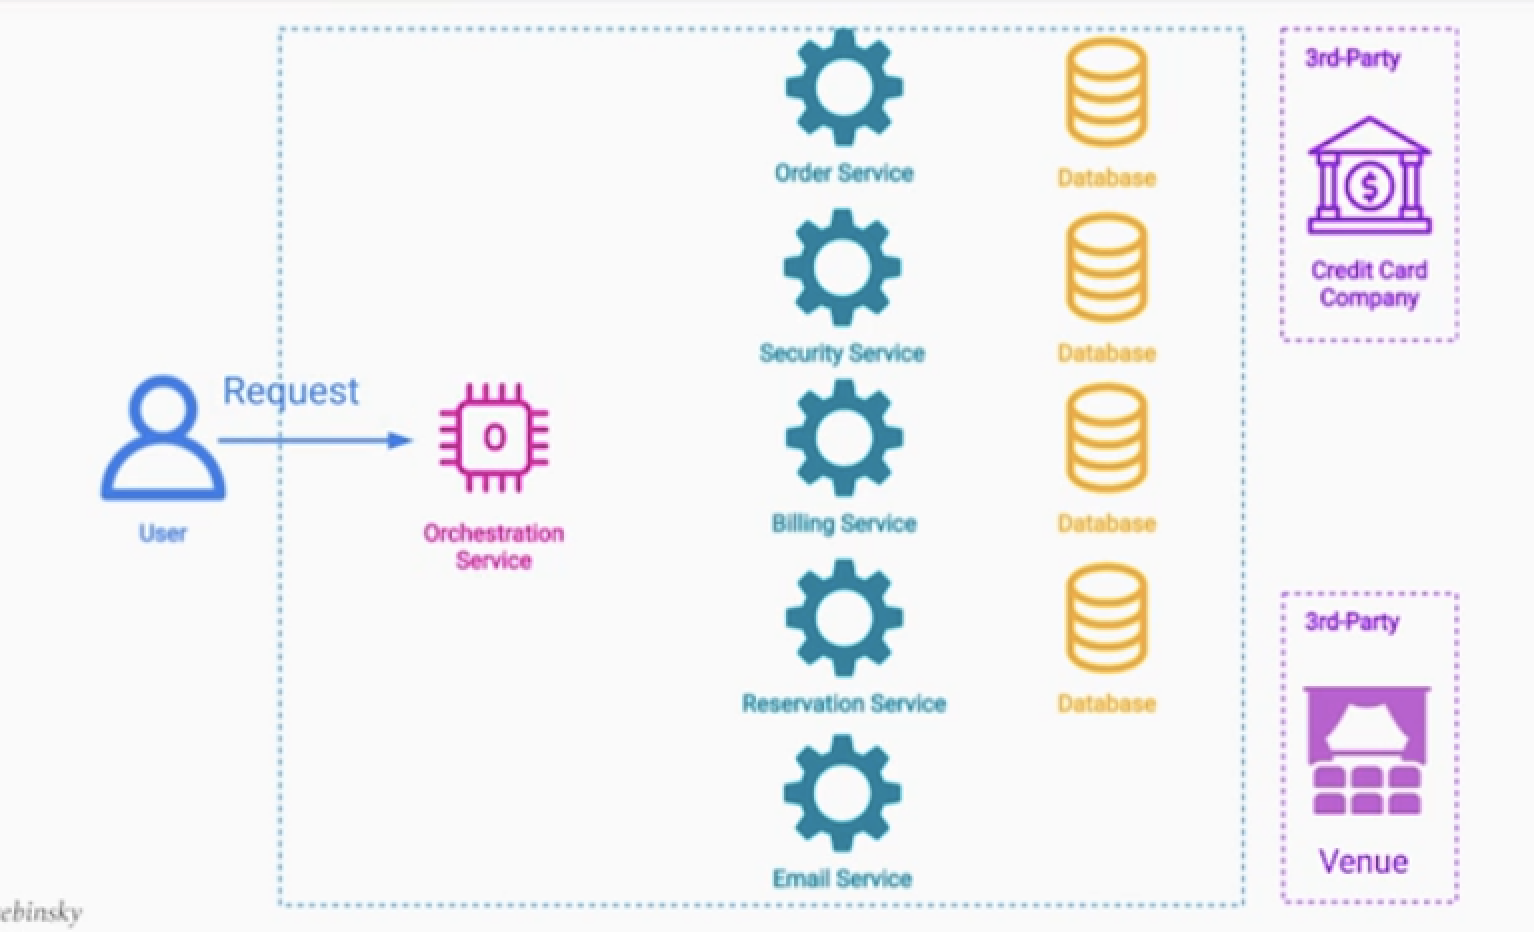 3rd-Party
Order Service
Database
Credit Card
Company
Security Service
Database
Request
O
User
Orchestration
Service
Billing Service
Database
3rd-Party
Reservation Service
Database
Venue
Email Service
ebinsky